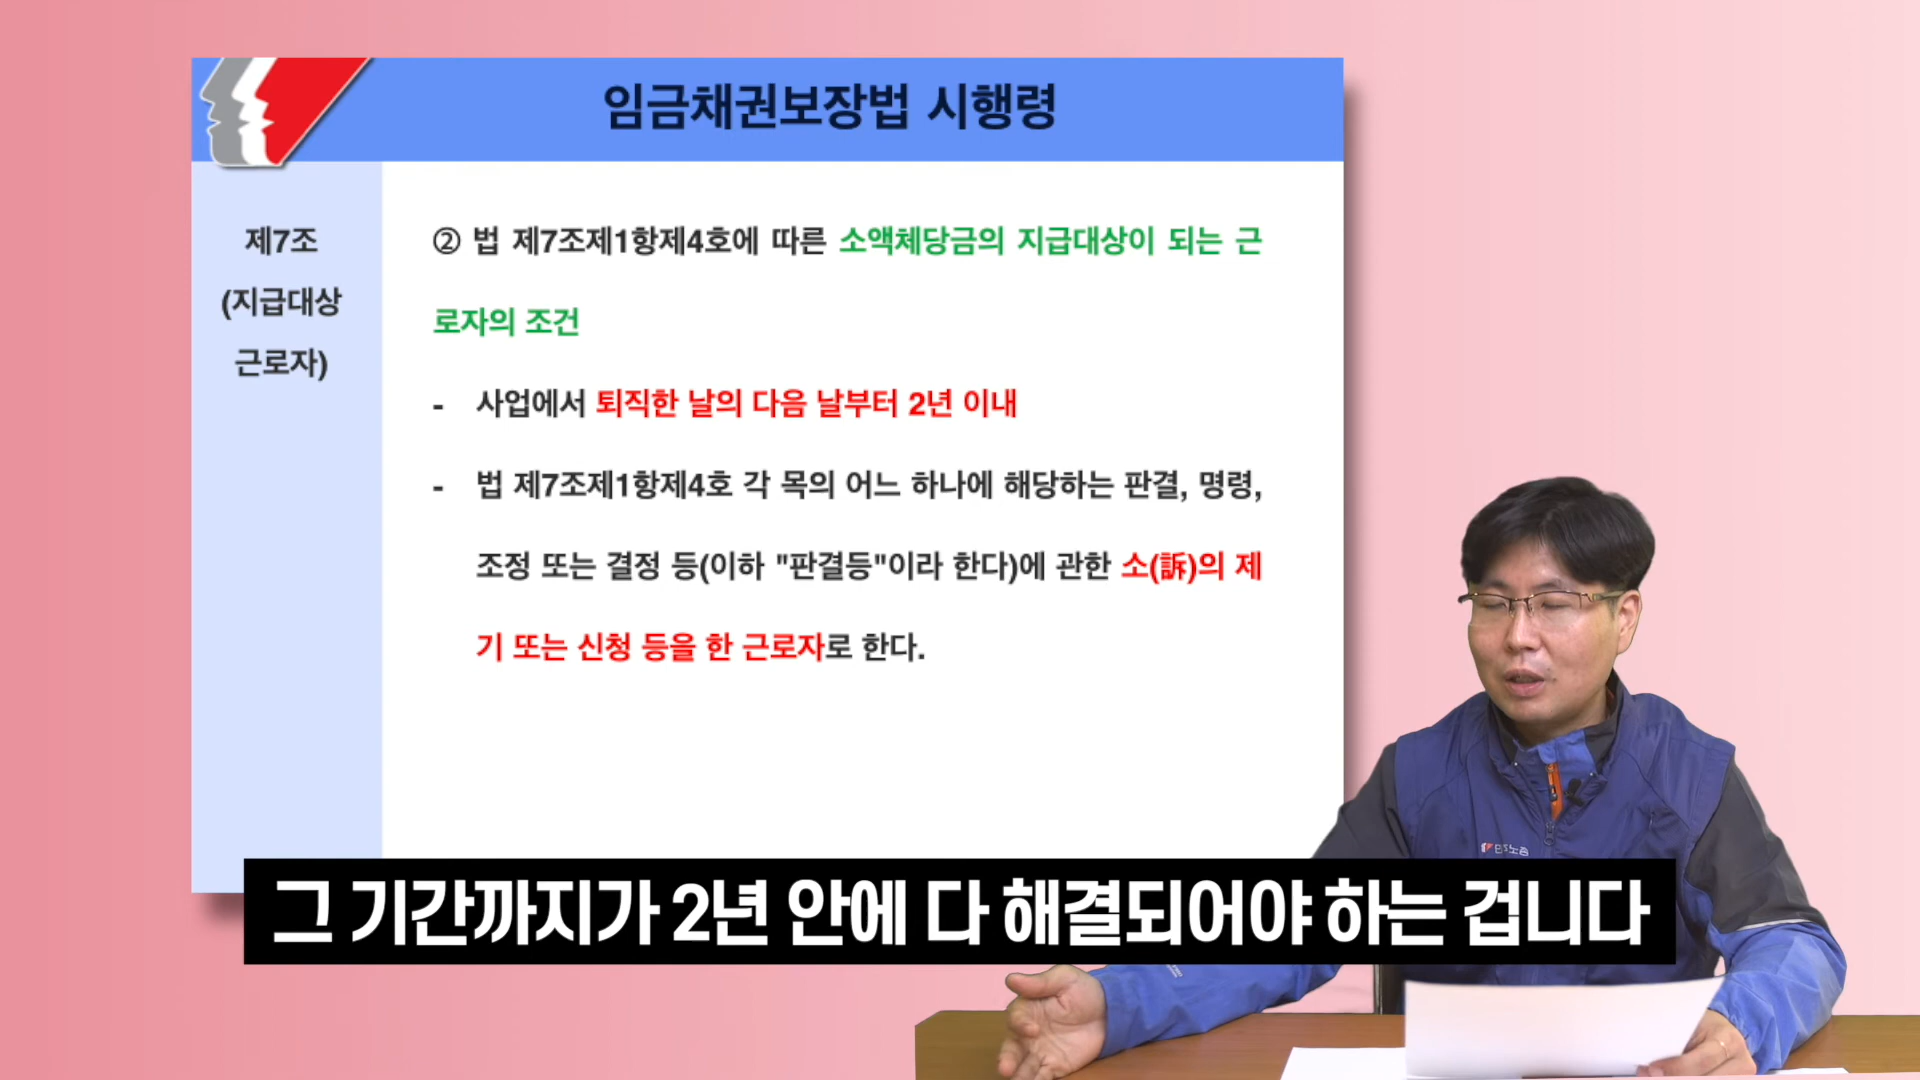 임금채권보장법 시행령
제7조
(지급대상
근로자)
② 법 제7조제1항제4호에 따른 소액체당금의 지급대상이 되는 근
로자의 조건
- 사업에서 퇴직한 날의 다음 날부터 2년 이내
- 법 제7조제1항제4호 각 목의 어느 하나에 해당하는 판결, 명령,
조정 또는 결정 등(이하 "판결등"이라 한다)에 관한 소(訴)의 제
기 또는 신청 등을 한 근로자로 한다.
민주노총
그 기간까지가 2년 안에 다 해결되어야 하는 겁니다